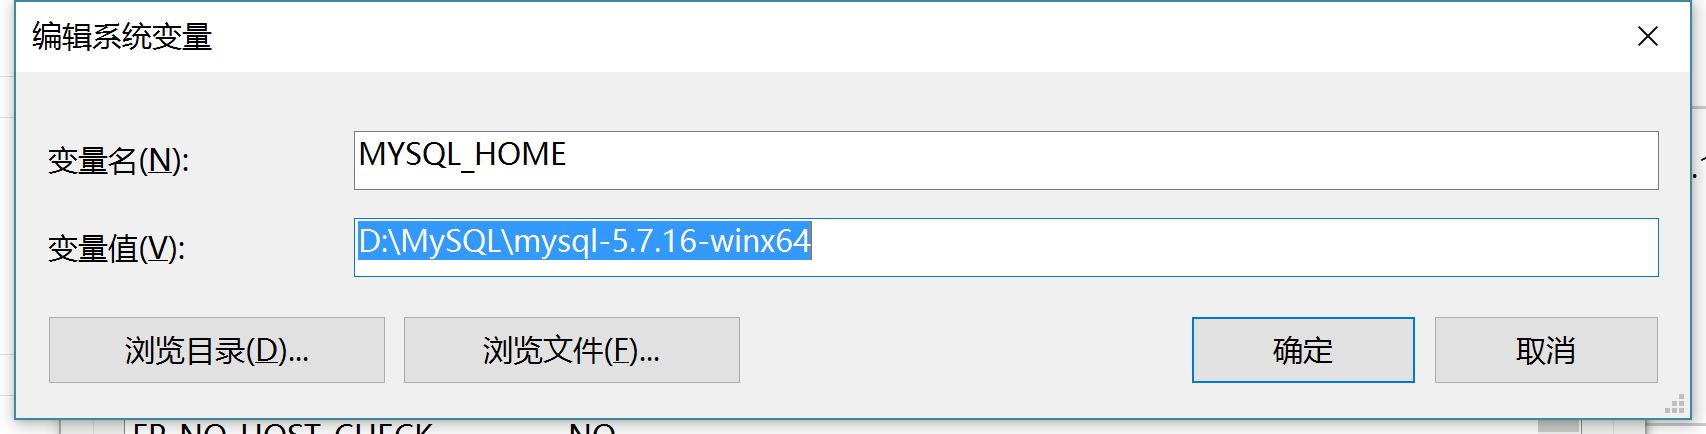 编辑系统变量
变量名(N):
MYSQL_HOME
变量值(V):
D:\MySQL\mysql-5.7.16-winx64
浏览目录(D)...
浏览文件(F)...
确定
取消
NO